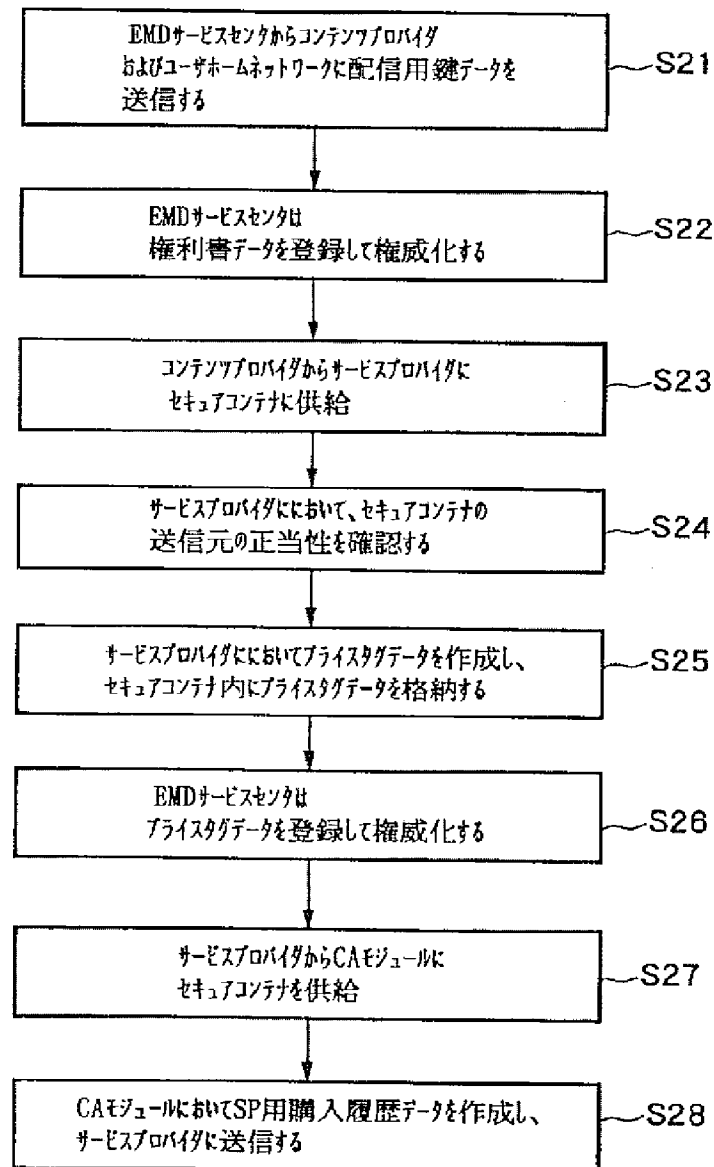 EMDサービスセンタからコンテンツプロバイダ
およびユーザホームネットワークに配信用鍵データを
送信する
S21
EMDサービスセンタは
権利書データを登録して権威化する
S22
コンテンツプロバイダからサービスプロバイダに
セキュアコンテナに供給
S23
サービスプロバイダにおいて、セキュアコンテナの
送信元の正当性を確認する
S24
サービスプロバイダにおいてプライスタグデータを作成し、
セキュアコンテナ内にプライスタグデータを格納する
S25
EMDサービスセンタは
プライスタグデータを登録して権威化する
S26
サービスプロバイダからCAモジュールに
セキュアコンテナを供給
S27
CAモジュールにおいてSP用購入履歴データを作成し、
サービスプロバイダに送信する
S28